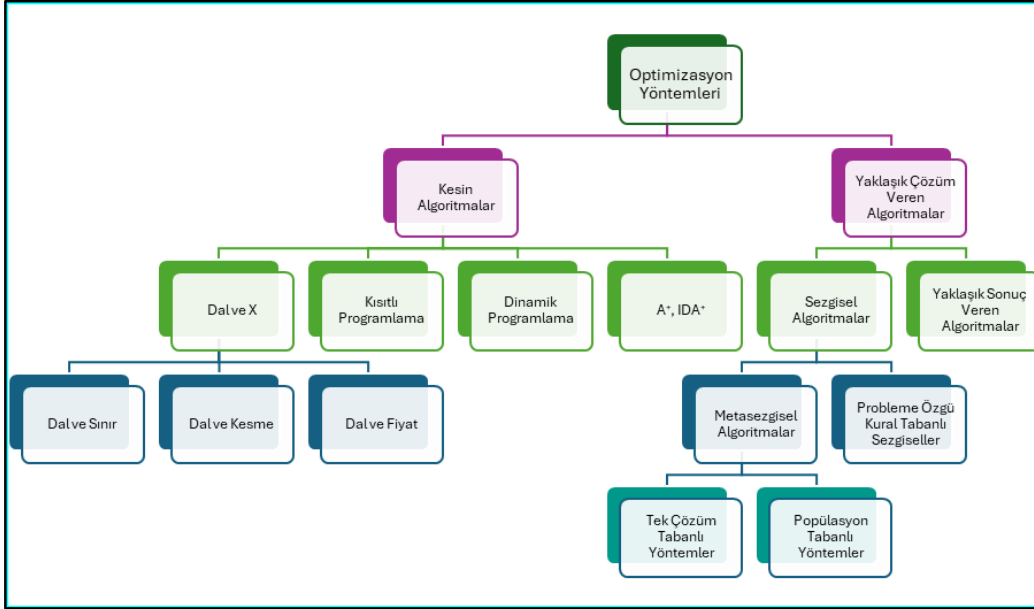 Optimizasyon
Yöntemleri
Kesin
Algoritmalar
Yaklaşık Çözüm
Veren
Algoritmalar
Dal ve X
Kısıtlı
Programlama
Dinamik
Programlama
A⁺, IDA⁺
Sezgisel
Algoritmalar
Yaklaşık Sonuç
Veren
Algoritmalar
Dal ve Sınır
Dal ve Kesme
Dal ve Fiyat
Metasezgisel
Algoritmalar
Probleme Özgü
Kural Tabanlı
Sezgiseller
Tek Çözüm
Tabanlı
Yöntemler
Popülasyon
Tabanlı
Yöntemler